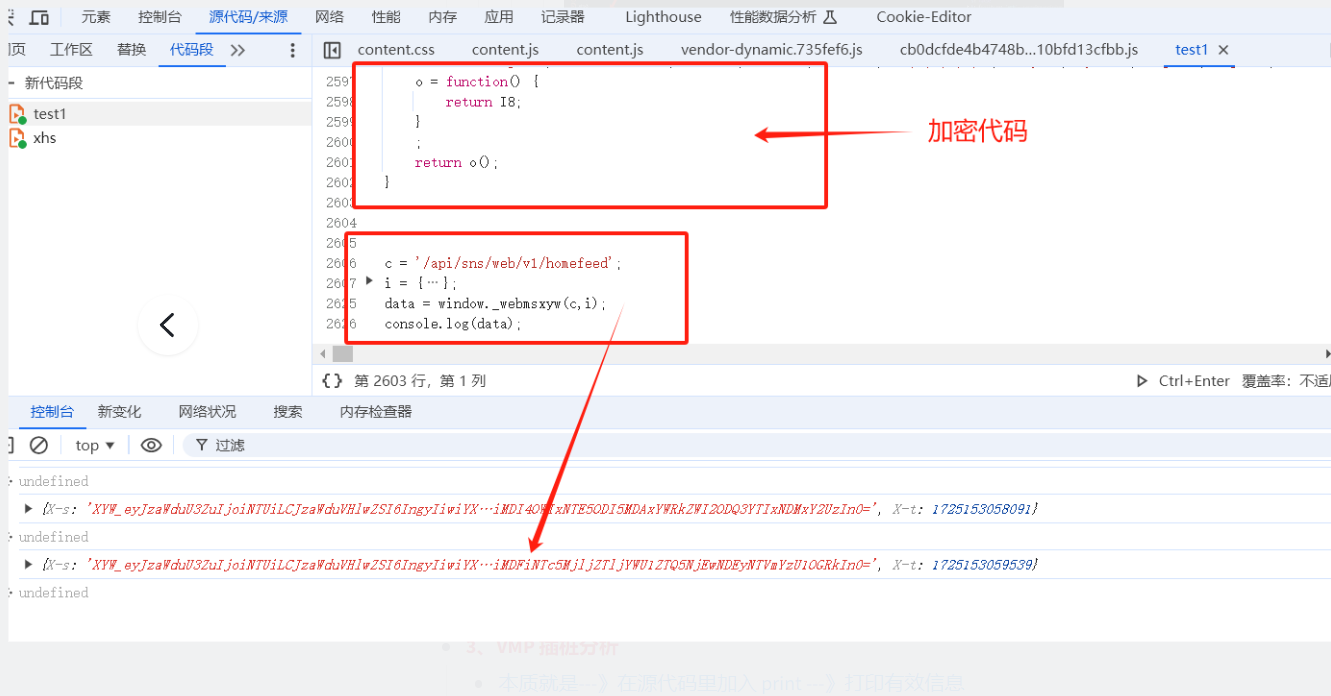 元素 控制台 源代码/来源 网络 性能 内存 应用 记录器 Lighthouse 性能数据分析 Cookie-Editor
页 工作区 替换 代码段 content.css content.js content.js vendor-dynamic.735fef6.js cb0dcfde4b4748b…10bfd13cfbb.js test1
新代码段
test1
xhs
2597 o = function() {
2598 return I8;
2599 }
2600 ;
2601 return o();
2602 }
2603
2604
2605
2606 c = '/api/sns/web/v1/homefeed';
2607 i = {…};
2625 data = window._webmsxyw(c,i);
2626 console.log(data);
加密代码
{} 第 2603 行，第 1 列 Ctrl+Enter 覆盖率：不适
控制台 新变化 网络状况 搜索 内存检查器
top 过滤
undefined
{X-s: 'XYW_eyJzaWduU3ZuIjoiNTUiLCJzaWduVHlwZSI6IngyIiwiYX…iMDI4OWIxNTE5ODI5MDAxYWRkZWI2ODQ3YTIxNDMxY2UzIn0=', X-t: 1725153058091}
undefined
{X-s: 'XYW_eyJzaWduU3ZuIjoiNTUiLCJzaWduVHlwZSI6IngyIiwiYX…iMDFiNTc5MjljZTljYWU1ZTQ5NjEwNDEyNTVmYzU1OGRkIn0=', X-t: 1725153059539}
undefined
3、VMP 插桩分析
本质就是---》在源代码里加入 print ---》打印有效信息